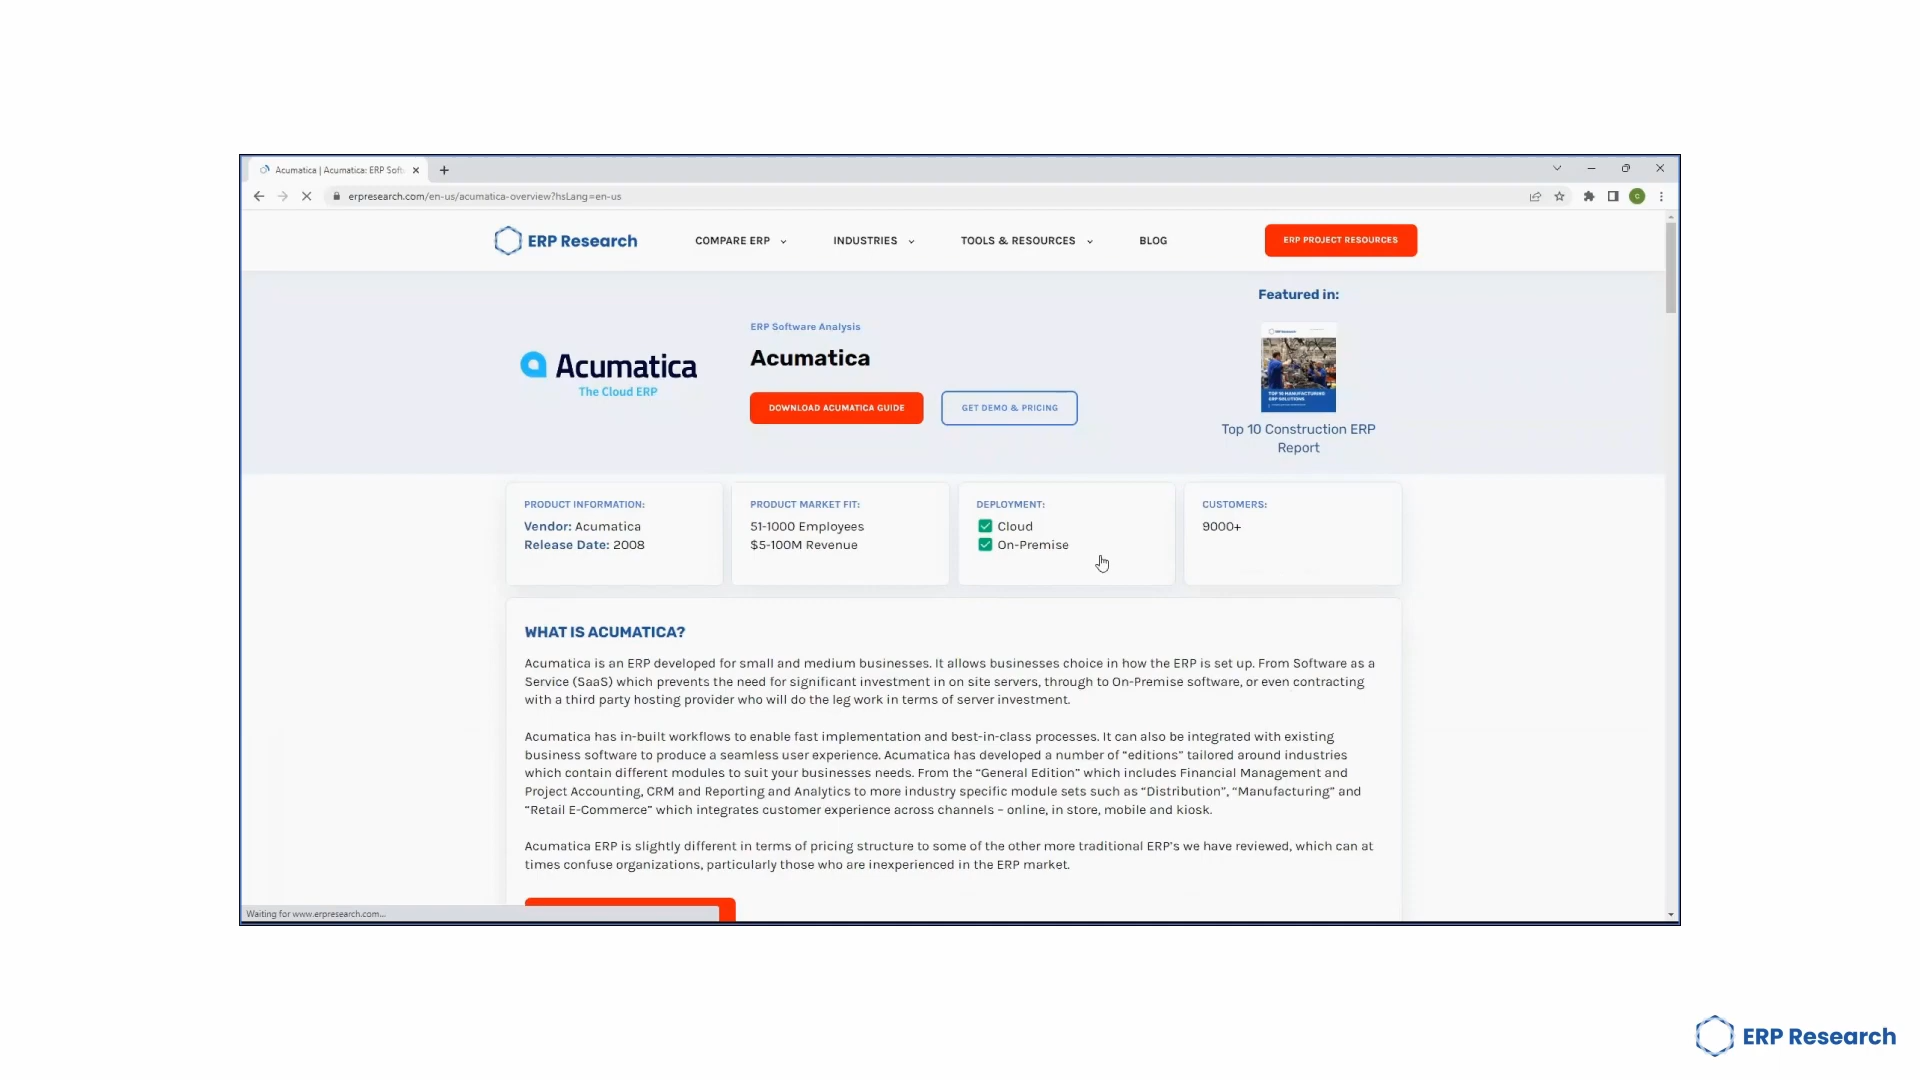 Acumatica | Acumatica: ERP Soft
erpresearch.com/en-us/acumatica-overview?hsLang=en-us
ERP Research
COMPARE ERP
INDUSTRIES
TOOLS & RESOURCES
BLOG
ERP PROJECT RESOURCES
Acumatica
The Cloud ERP
ERP Software Analysis
Acumatica
DOWNLOAD ACUMATICA GUIDE
GET DEMO & PRICING
Featured in:
ERP Research
TOP 10 MANUFACTURING
ERP SOLUTIONS
Top 10 Construction ERP
Report
PRODUCT INFORMATION:
Vendor: Acumatica
Release Date: 2008
PRODUCT MARKET FIT:
51-1000 Employees
$5-100M Revenue
DEPLOYMENT:
Cloud
On-Premise
CUSTOMERS:
9000+
WHAT IS ACUMATICA?
Acumatica is an ERP developed for small and medium businesses. It allows businesses choice in how the ERP is set up. From Software as a
Service (SaaS) which prevents the need for significant investment in on site servers, through to On-Premise software, or even contracting
with a third party hosting provider who will do the leg work in terms of server investment.
Acumatica has in-built workflows to enable fast implementation and best-in-class processes. It can also be integrated with existing
business software to produce a seamless user experience. Acumatica has developed a number of “editions” tailored around industries
which contain different modules to suit your businesses needs. From the “General Edition” which includes Financial Management and
Project Accounting, CRM and Reporting and Analytics to more industry specific module sets such as “Distribution”, “Manufacturing” and
“Retail E-Commerce” which integrates customer experience across channels – online, in store, mobile and kiosk.
Acumatica ERP is slightly different in terms of pricing structure to some of the other more traditional ERP’s we have reviewed, which can at
times confuse organizations, particularly those who are inexperienced in the ERP market.
Waiting for www.erpresearch.com...
ERP Research